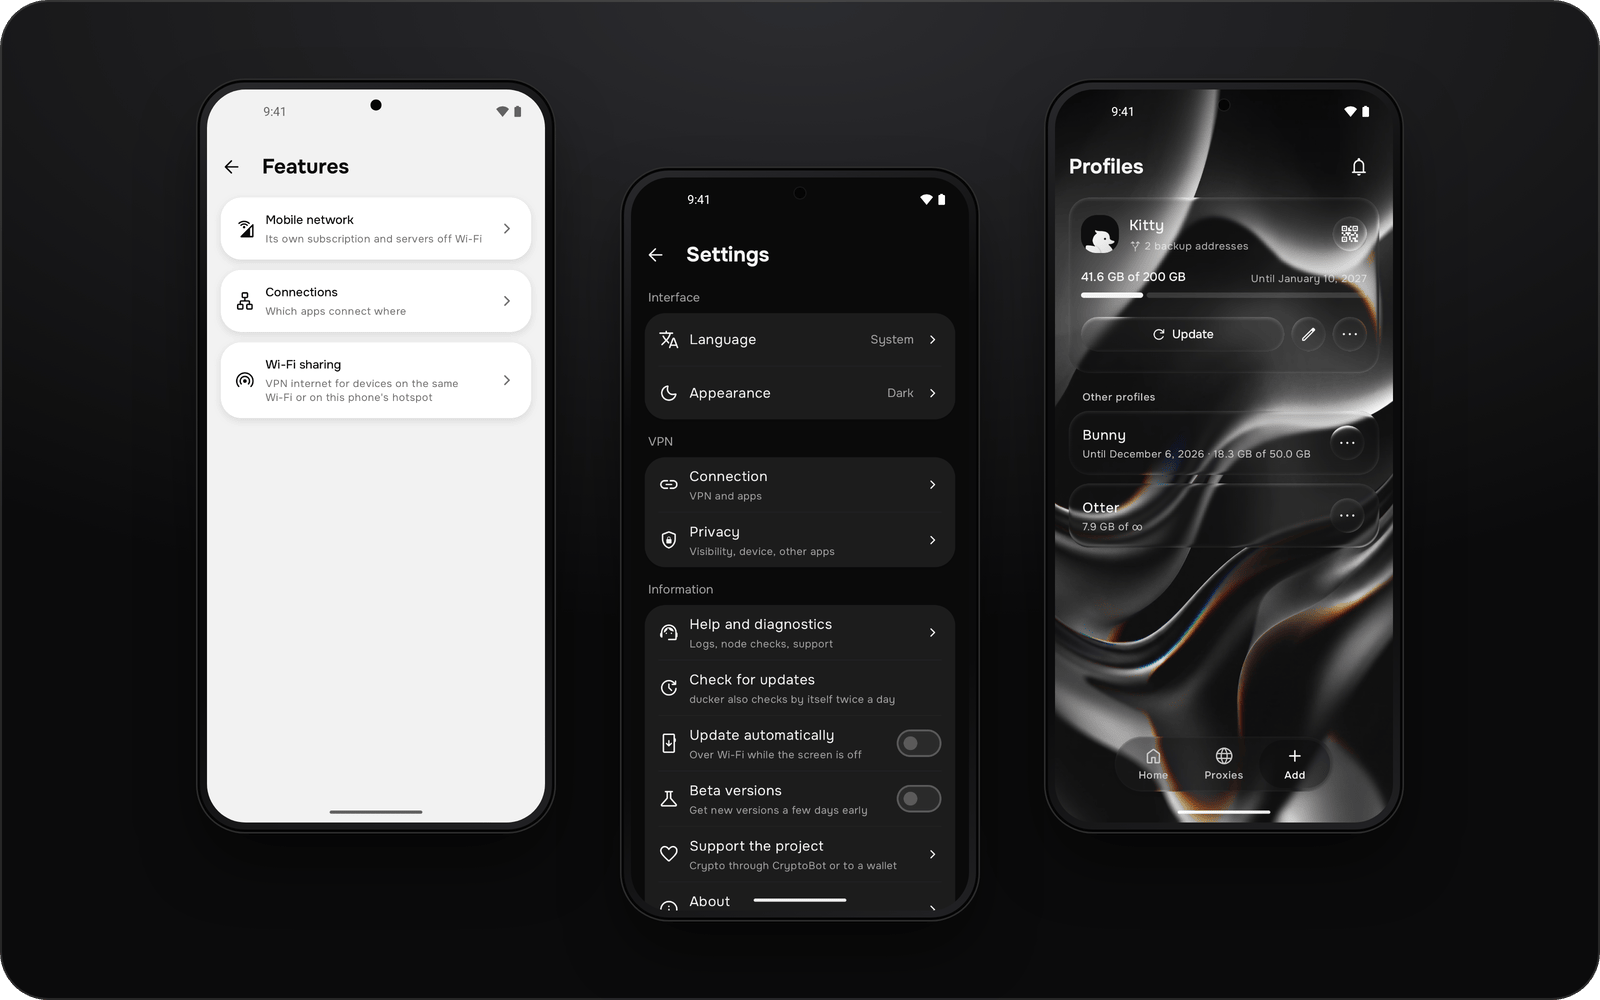 9:41
Features
Mobile network
Its own subscription and servers off Wi-Fi
Connections
Which apps connect where
Wi-Fi sharing
VPN internet for devices on the same
Wi-Fi or on this phone's hotspot
9:41
Settings
Interface
Language
System
Appearance
Dark
VPN
Connection
VPN and apps
Privacy
Visibility, device, other apps
Information
Help and diagnostics
Logs, node checks, support
Check for updates
ducker also checks by itself twice a day
Update automatically
Over Wi-Fi while the screen is off
Beta versions
Get new versions a few days early
Support the project
Crypto through CryptoBot or to a wallet
About
9:41
Profiles
Kitty
2 backup addresses
41.6 GB of 200 GB
Until January 10, 2027
Update
Other profiles
Bunny
Until December 6, 2026 · 18.3 GB of 50.0 GB
Otter
7.9 GB of ∞
Home
Proxies
Add